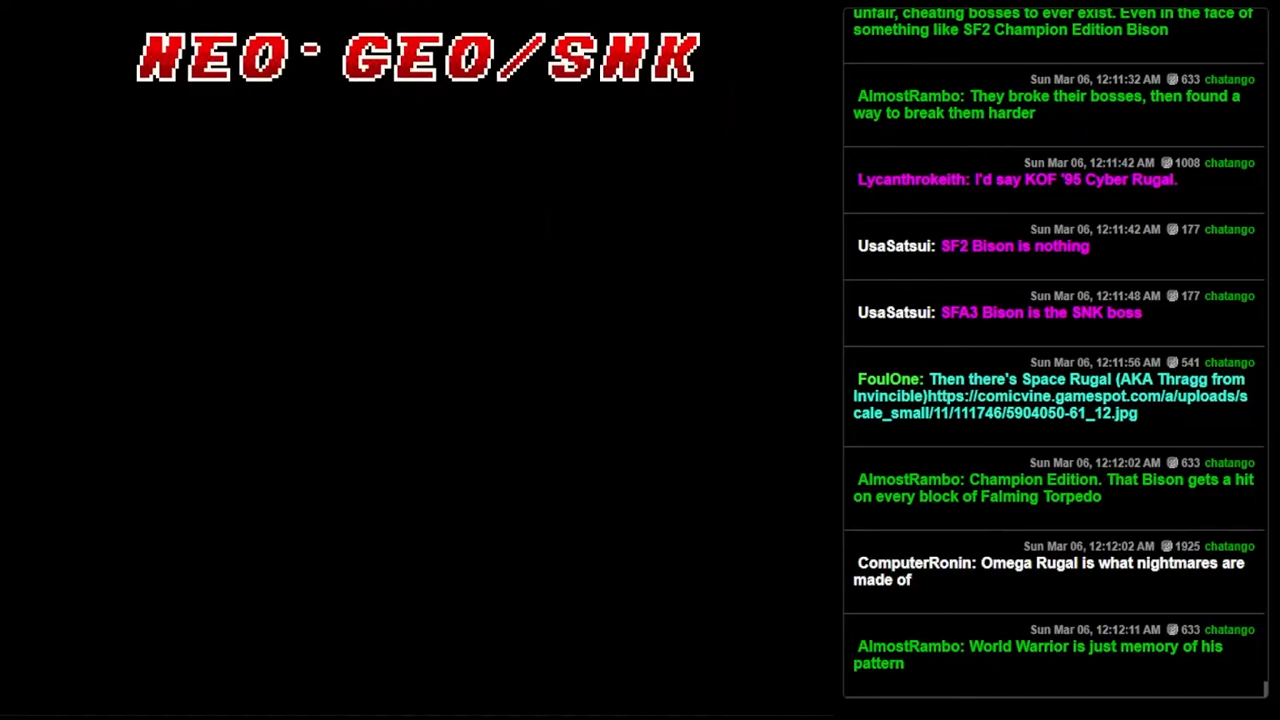 NEO-GEO/SNK
unfair, cheating bosses to ever exist. Even in the face of
something like SF2 Champion Edition Bison
Sun Mar 06, 12:11:32 AM 633 chatango
AlmostRambo: They broke their bosses, then found a
way to break them harder
Sun Mar 06, 12:11:42 AM 1008 chatango
Lycanthrokeith: I'd say KOF '95 Cyber Rugal.
Sun Mar 06, 12:11:42 AM 177 chatango
UsaSatsui: SF2 Bison is nothing
Sun Mar 06, 12:11:48 AM 177 chatango
UsaSatsui: SFA3 Bison is the SNK boss
Sun Mar 06, 12:11:56 AM 541 chatango
FoulOne: Then there's Space Rugal (AKA Thragg from
Invincible)https://comicvine.gamespot.com/a/uploads/s
cale_small/11/111746/5904050-61_12.jpg
Sun Mar 06, 12:12:02 AM 633 chatango
AlmostRambo: Champion Edition. That Bison gets a hit
on every block of Falming Torpedo
Sun Mar 06, 12:12:02 AM 1925 chatango
ComputerRonin: Omega Rugal is what nightmares are
made of
Sun Mar 06, 12:12:11 AM 633 chatango
AlmostRambo: World Warrior is just memory of his
pattern